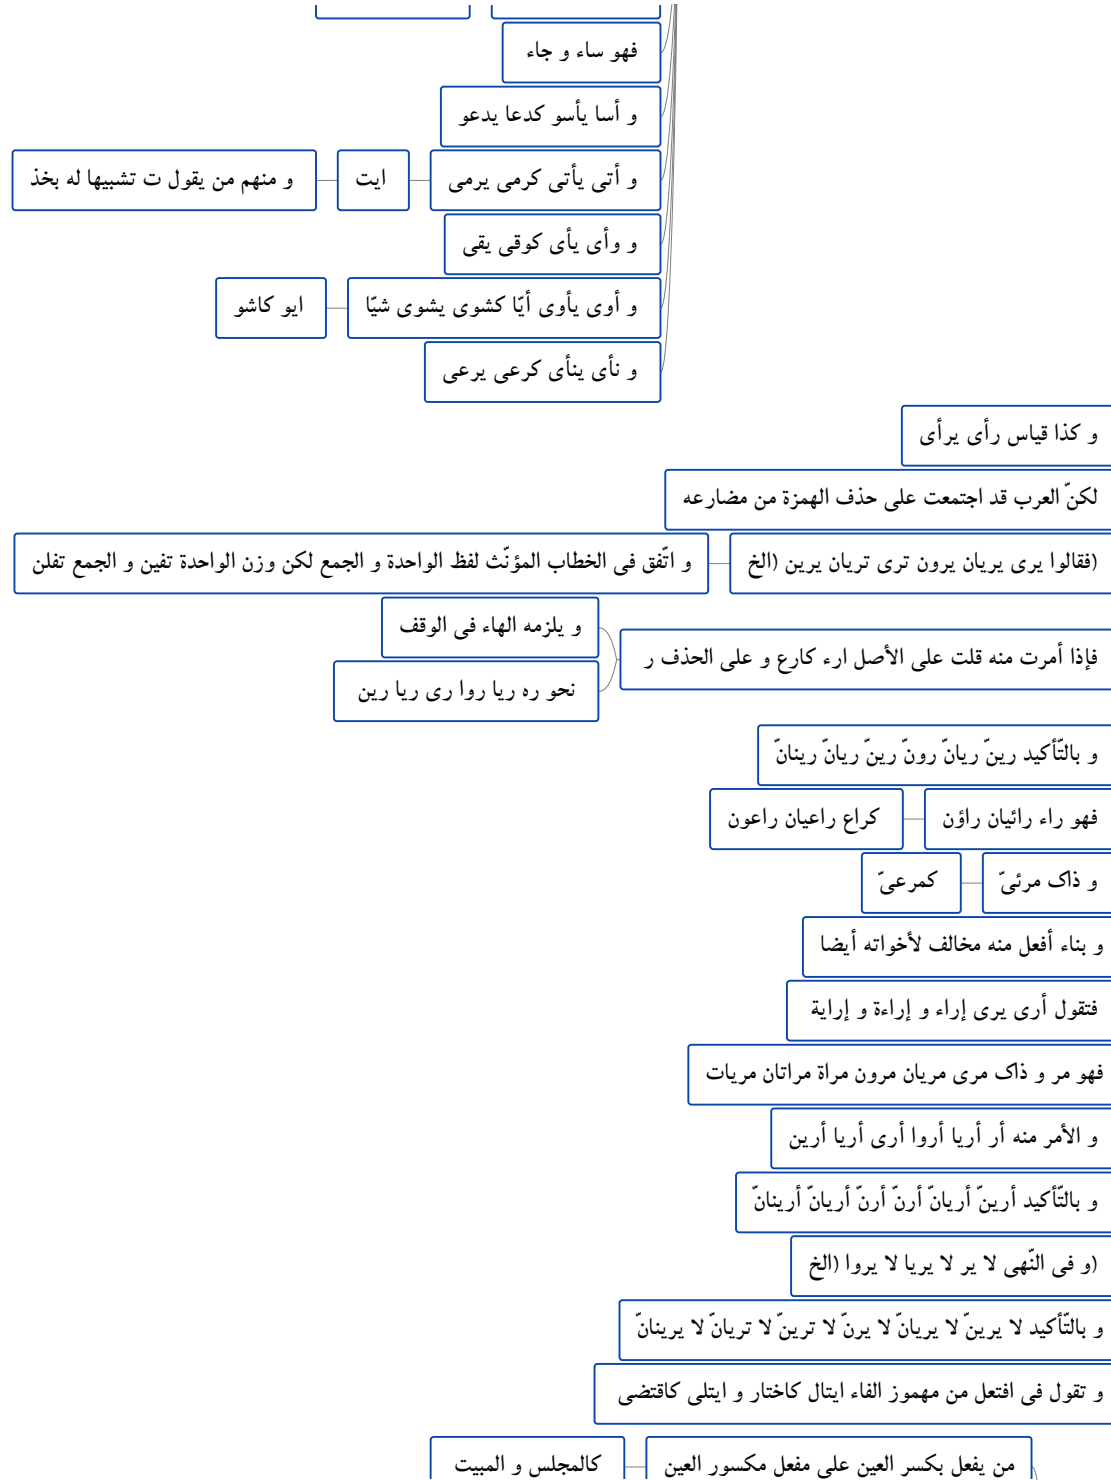 فهو ساء و جاء
و أسا يأسو كدعا يدعو
و أتى يأتى كرمى يرمى
ايت
و منهم من يقول ت تشبيها له بخذ
و وأى يأى كوقى يقى
و أوى يأوى أيّا كشوى يشوى شيّا
ايو كاشو
و نأى ينأى كرعى يرعى
و كذا قياس رأى يرأى
لكنّ العرب قد اجتمعت على حذف الهمزة من مضارعه
(فقالوا يرى يريان يرون ترى تريان يرين (الخ
و اتّفق فى الخطاب المؤنّث لفظ الواحدة و الجمع لكن وزن الواحدة تفين و الجمع تفلن
فإذا أمرت منه قلت على الأصل ارء كارع و على الحذف ر
و يلزمه الهاء فى الوقف
نحو ره ريا روا رى ريا رين
و بالتّأكيد رينّ ريانّ رونّ رينّ ريانّ رينانّ
فهو راء رائيان راؤن
كراع راعيان راعون
و ذاک مرئىّ
كمرعىّ
و بناء أفعل منه مخالف لأخواته أيضا
فتقول أرى يرى إراء و إراءة و إراية
فهو مر و ذاک مرى مريان مرون مراة مراتان مريات
و الأمر منه أر أريا أروا أرى أريا أرين
و بالتّأكيد أرينّ أريانّ أرنّ أرنّ أريانّ أرينانّ
(و فى النّهى لا ير لا يريا لا يروا (الخ
و بالتّأكيد لا يرينّ لا يريانّ لا يرنّ لا ترينّ لا تريانّ لا يرينانّ
و تقول فى افتعل من مهموز الفاء ايتال كاختار و ايتلى كاقتضى
من يفعل بكسر العين على مفعل مكسور العين
كالمجلس و المبيت